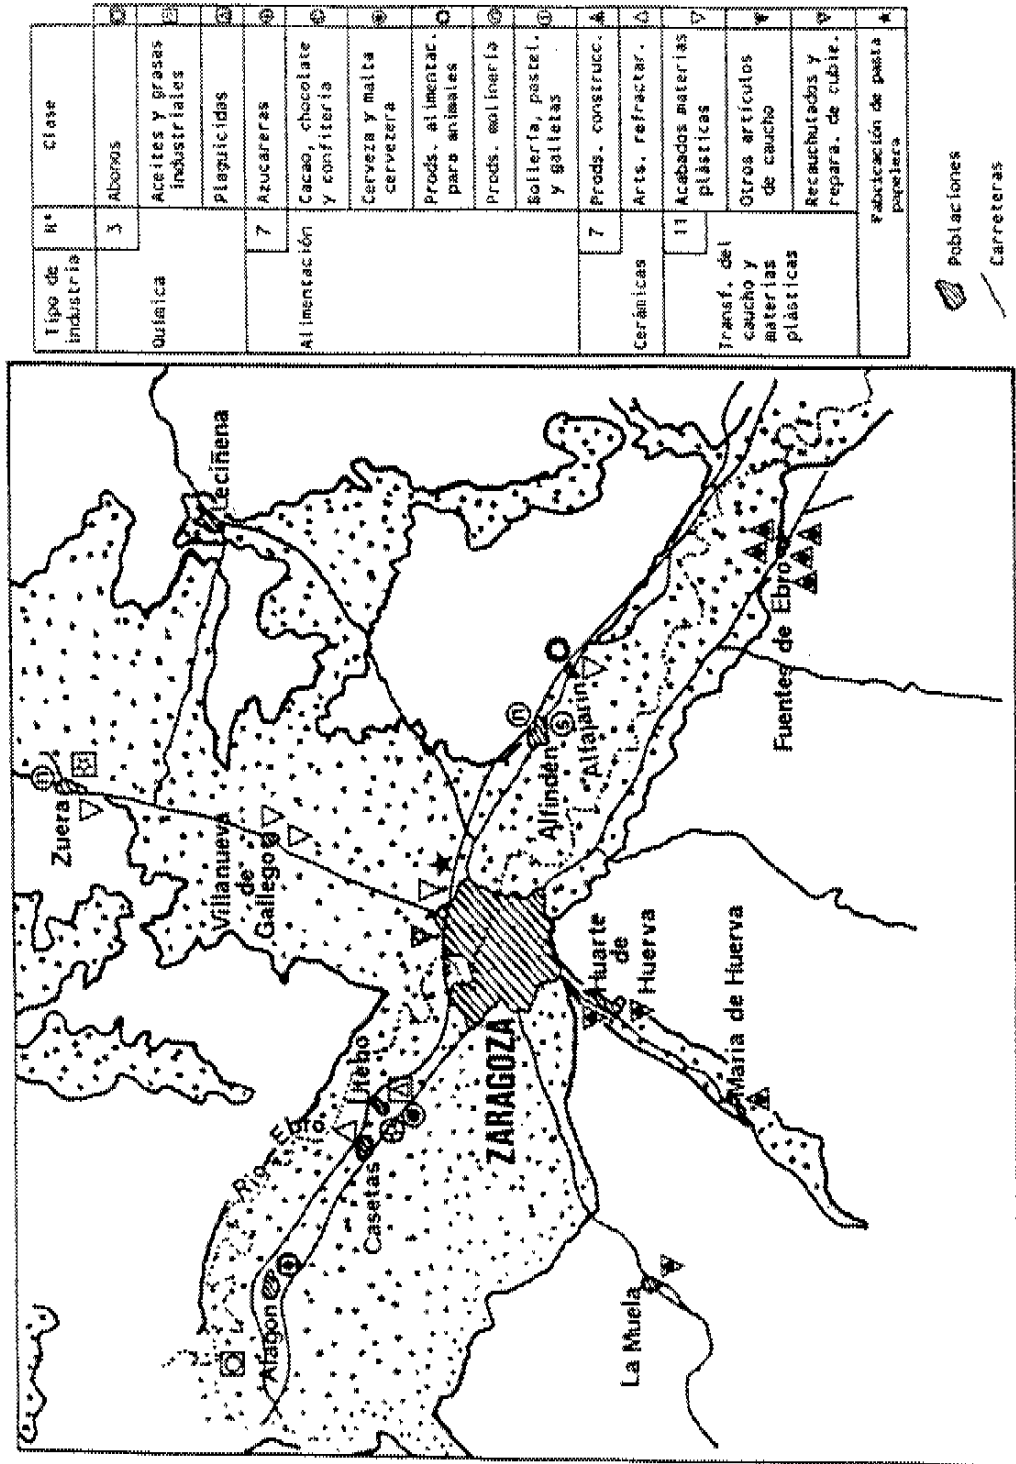 Tipo de
industria
Nº
Clase
Química
3
Abonos
Aceites y grasas
industriales
Plaguicidas
Alimentación
7
Azucareras
Cacao, chocolate
y confitería
Cerveza y malta
cervezera
Prods. alimentac.
para animales
Prods. molinería
Bollería, pastel.
y galletas
Cerámicas
7
Prods. construcc.
Arts. refractar.
Transf. del
caucho y
materias
plásticas
11
Acabados materias
plásticas
Otros artículos
de caucho
Recauchutados y
repara. de cubie.
Fabricación de pasta
papelera
Poblaciones
Carreteras
Leciñena
Zuera
n
Villanueva
de
Gallego
Alfindén
n
s
Alfajarín
Fuentes de Ebro
Río Ebro
Utebo
Casetas
Alagon
ZARAGOZA
Huarte
de
Huerva
María de Huerva
La Muela